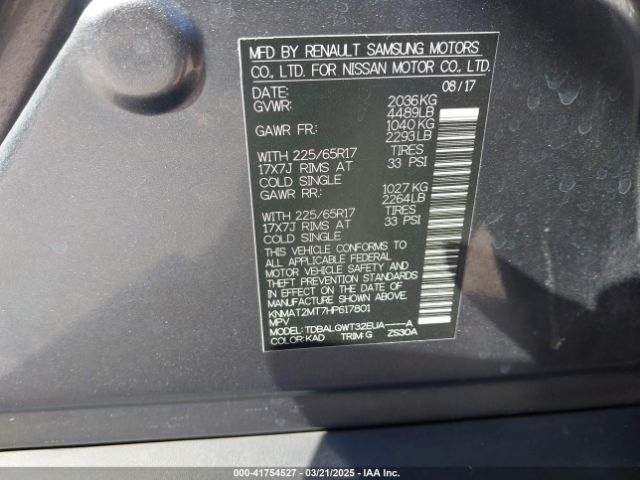 MFD BY RENAULT SAMSUNG MOTORS
CO., LTD. FOR NISSAN MOTOR CO., LTD.
DATE: 08/17
GVWR: 2036KG
4489LB
GAWR FR: 1040KG
2293LB
WITH 225/65R17 TIRES
17X7J RIMS AT 33 PSI
COLD SINGLE
GAWR RR: 1027 KG
2264LB
WITH 225/65R17 TIRES
17X7J RIMS AT 33 PSI
COLD SINGLE
THIS VEHICLE CONFORMS TO
ALL APPLICABLE FEDERAL
MOTOR VEHICLE SAFETY AND
THEFT PREVENTION STANDARDS
IN EFFECT ON THE DATE OF
MANUFACTURE SHOWN ABOVE.
KNMAT2MT7HP617801
MPV
MODEL: TDBALQWT32EUA-----A
COLOR: KAD TRIM: G ZS30A
000-41754527 - 03/21/2025 - IAA Inc.